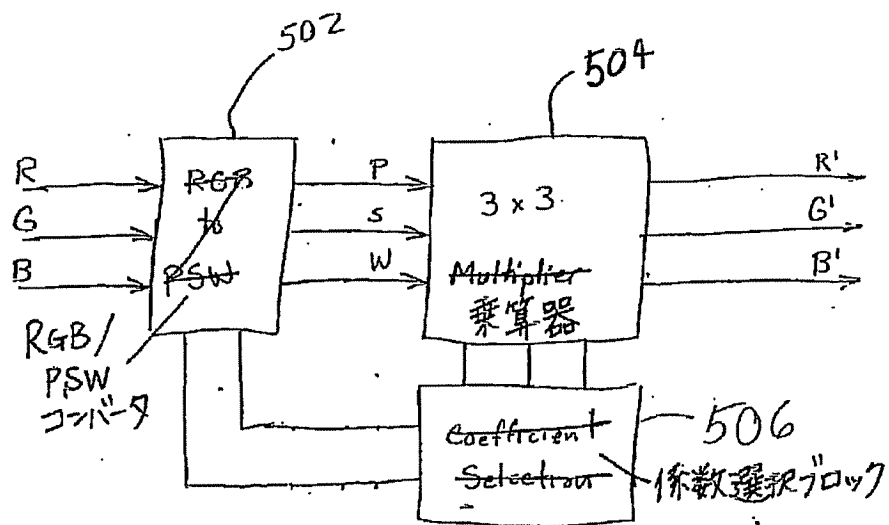 502
504
R
G
B
RGB
to
PSW
P
S
W
3 x 3
Multiplier
乗算器
R'
G'
B'
RGB/
PSW
コンバータ
Coefficient
Selection
506
係数選択ブロック